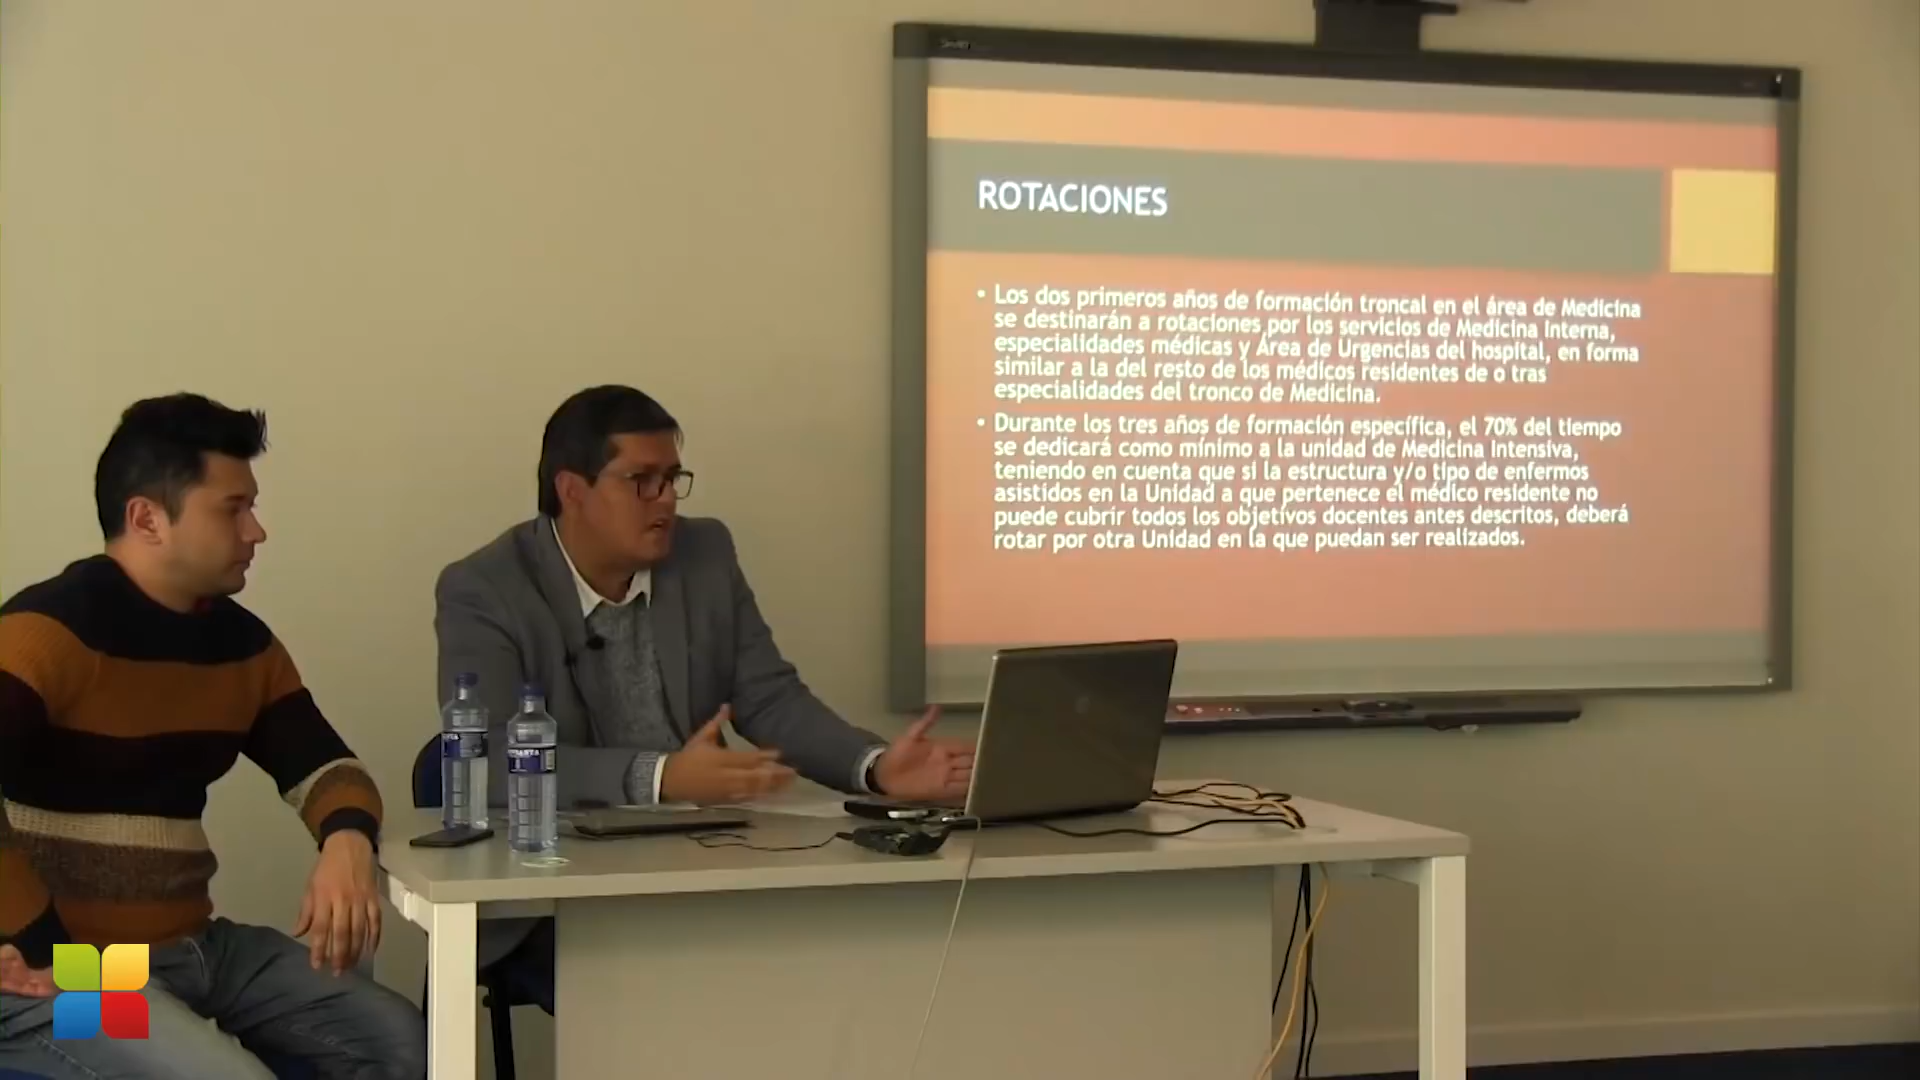 ROTACIONES
• Los dos primeros años de formación troncal en el área de Medicina
se destinarán a rotaciones por los servicios de Medicina Interna,
especialidades médicas y Área de Urgencias del hospital, en forma
similar a la del resto de los médicos residentes de o tras
especialidades del tronco de Medicina.
• Durante los tres años de formación específica, el 70% del tiempo
se dedicará como mínimo a la unidad de Medicina Intensiva,
teniendo en cuenta que si la estructura y/o tipo de enfermos
asistidos en la Unidad a que pertenece el médico residente no
puede cubrir todos los objetivos docentes antes descritos, deberá
rotar por otra Unidad en la que puedan ser realizados.